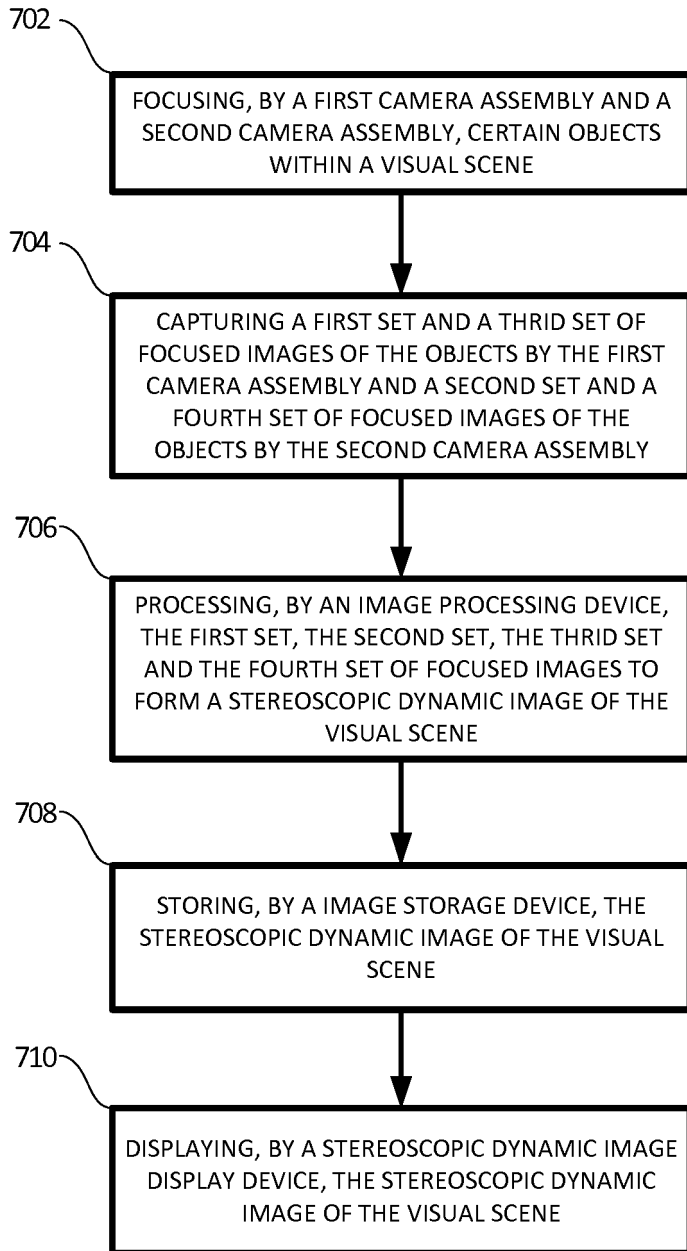 702
FOCUSING, BY A FIRST CAMERA ASSEMBLY AND A
SECOND CAMERA ASSEMBLY, CERTAIN OBJECTS
WITHIN A VISUAL SCENE
704
CAPTURING A FIRST SET AND A THRID SET OF
FOCUSED IMAGES OF THE OBJECTS BY THE FIRST
CAMERA ASSEMBLY AND A SECOND SET AND A
FOURTH SET OF FOCUSED IMAGES OF THE
OBJECTS BY THE SECOND CAMERA ASSEMBLY
706
PROCESSING, BY AN IMAGE PROCESSING DEVICE,
THE FIRST SET, THE SECOND SET, THE THRID SET
AND THE FOURTH SET OF FOCUSED IMAGES TO
FORM A STEREOSCOPIC DYNAMIC IMAGE OF THE
VISUAL SCENE
708
STORING, BY A IMAGE STORAGE DEVICE, THE
STEREOSCOPIC DYNAMIC IMAGE OF THE VISUAL
SCENE
710
DISPLAYING, BY A STEREOSCOPIC DYNAMIC IMAGE
DISPLAY DEVICE, THE STEREOSCOPIC DYNAMIC
IMAGE OF THE VISUAL SCENE